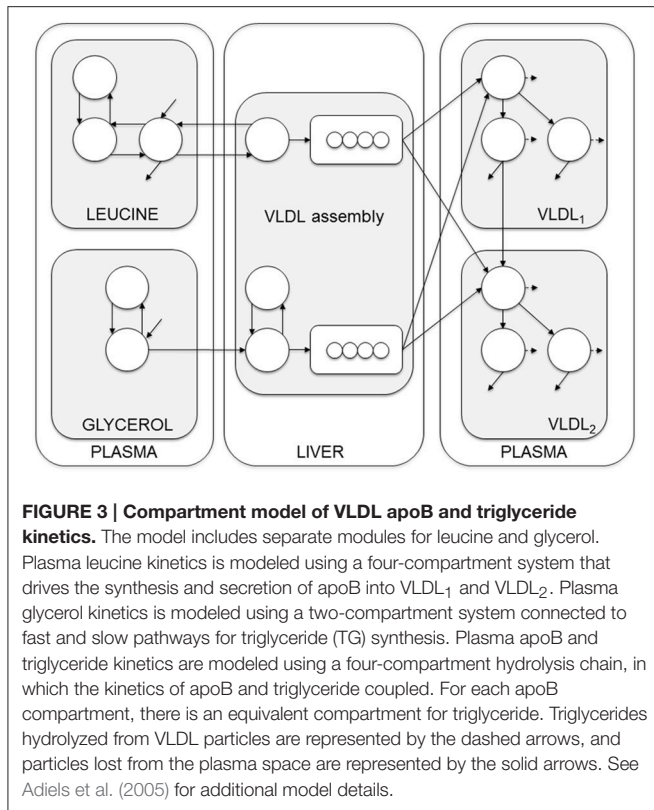 LEUCINE
GLYCEROL
PLASMA
VLDL assembly
LIVER
VLDL₁
VLDL₂
PLASMA
FIGURE 3 | Compartment model of VLDL apoB and triglyceride
kinetics. The model includes separate modules for leucine and glycerol.
Plasma leucine kinetics is modeled using a four-compartment system that
drives the synthesis and secretion of apoB into VLDL₁ and VLDL₂. Plasma
glycerol kinetics is modeled using a two-compartment system connected to
fast and slow pathways for triglyceride (TG) synthesis. Plasma apoB and
triglyceride kinetics are modeled using a four-compartment hydrolysis chain, in
which the kinetics of apoB and triglyceride coupled. For each apoB
compartment, there is an equivalent compartment for triglyceride. Triglycerides
hydrolyzed from VLDL particles are represented by the dashed arrows, and
particles lost from the plasma space are represented by the solid arrows. See
Adiels et al. (2005) for additional model details.